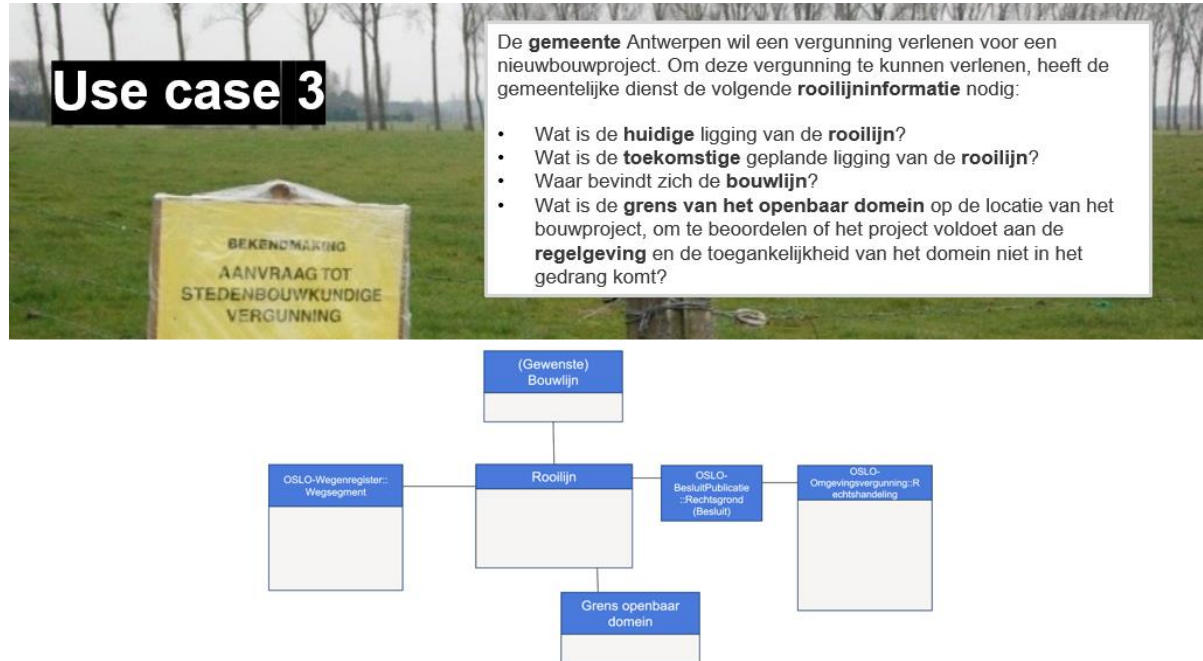 Use case 3
De gemeente Antwerpen wil een vergunning verlenen voor een
nieuwbouwproject. Om deze vergunning te kunnen verlenen, heeft de
gemeentelijke dienst de volgende rooilijninformatie nodig:
• Wat is de huidige ligging van de rooilijn?
• Wat is de toekomstige geplande ligging van de rooilijn?
• Waar bevindt zich de bouwlijn?
• Wat is de grens van het openbaar domein op de locatie van het
bouwproject, om te beoordelen of het project voldoet aan de
regelgeving en de toegankelijkheid van het domein niet in het
gedrang komt?
BEKENDMAKING
AANVRAAG TOT
STEDENBOUWKUNDIGE
VERGUNNING
(Gewenste)
Bouwlijn
OSLO-Wegenregister::
Wegsegment
Rooilijn
OSLO-
BesluitPublicatie
::Rechtsgrond
(Besluit)
OSLO-
Omgevingsvergunning::R
echtshandeling
Grens openbaar
domein